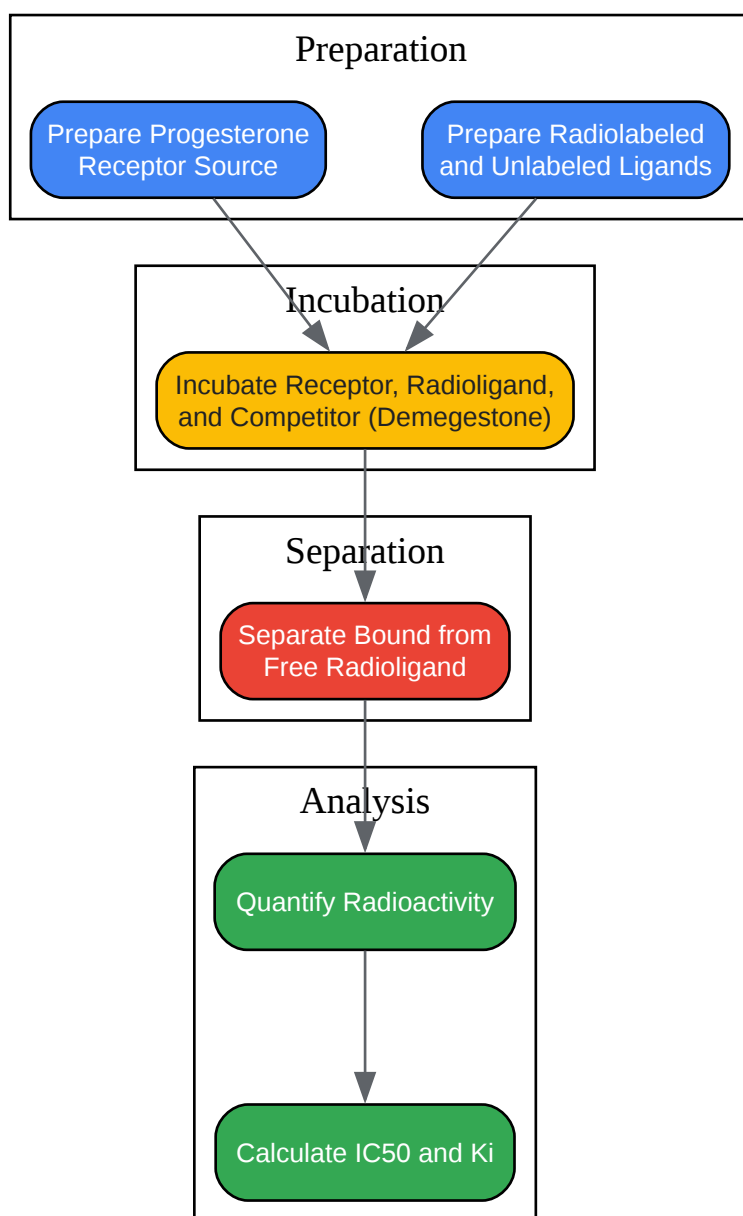 Preparation
Prepare Progesterone
Receptor Source
Prepare Radiolabeled
and Unlabeled Ligands
Incubation
Incubate Receptor, Radioligand,
and Competitor (Demegestone)
Separation
Separate Bound from
Free Radioligand
Analysis
Quantify Radioactivity
Calculate IC50 and Ki